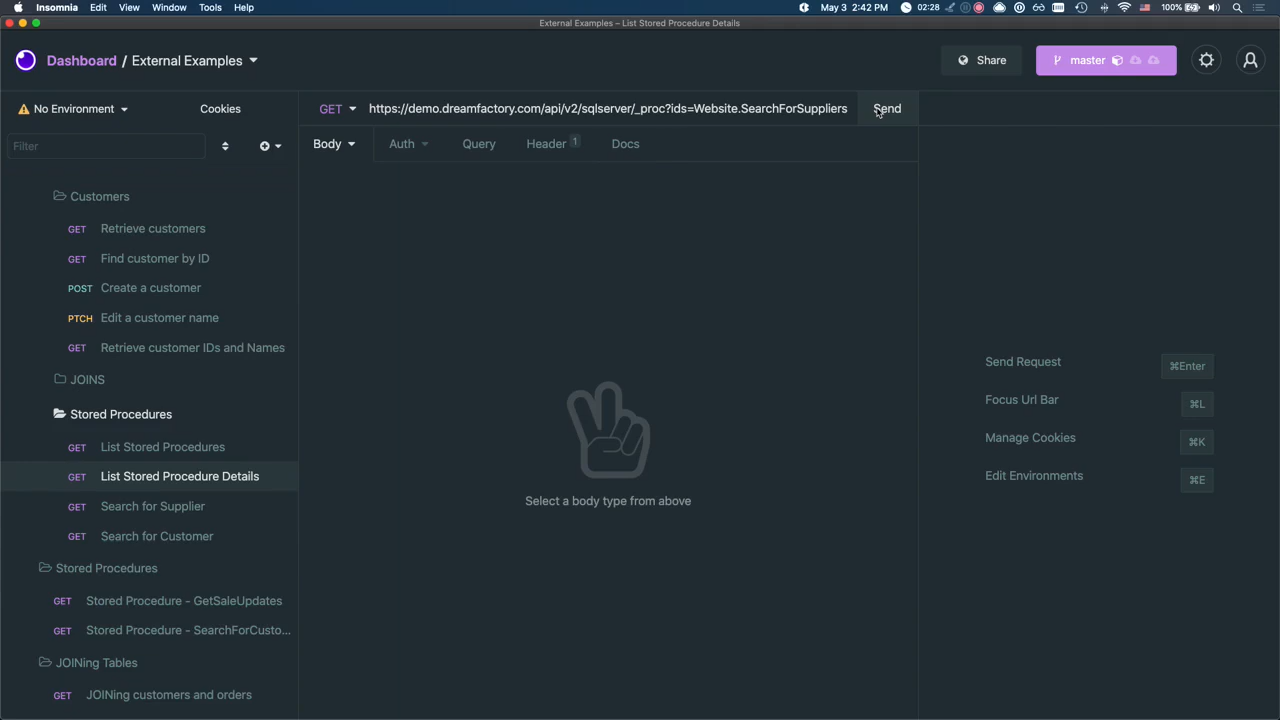 Insomnia File Edit View Window Tools Help
May 3 2:42 PM 02:28 100%
External Examples – List Stored Procedure Details
Dashboard / External Examples
Share
master
No Environment
Cookies
GET https://demo.dreamfactory.com/api/v2/sqlserver/_proc?ids=Website.SearchForSuppliers Send
Filter
Body Auth Query Header 1 Docs
Customers
GET Retrieve customers
GET Find customer by ID
POST Create a customer
PTCH Edit a customer name
GET Retrieve customer IDs and Names
JOINS
Stored Procedures
GET List Stored Procedures
GET List Stored Procedure Details
GET Search for Supplier
GET Search for Customer
Stored Procedures
GET Stored Procedure - GetSaleUpdates
GET Stored Procedure - SearchForCusto...
JOINing Tables
GET JOINing customers and orders
Select a body type from above
Send Request ⌘Enter
Focus Url Bar ⌘L
Manage Cookies ⌘K
Edit Environments ⌘E